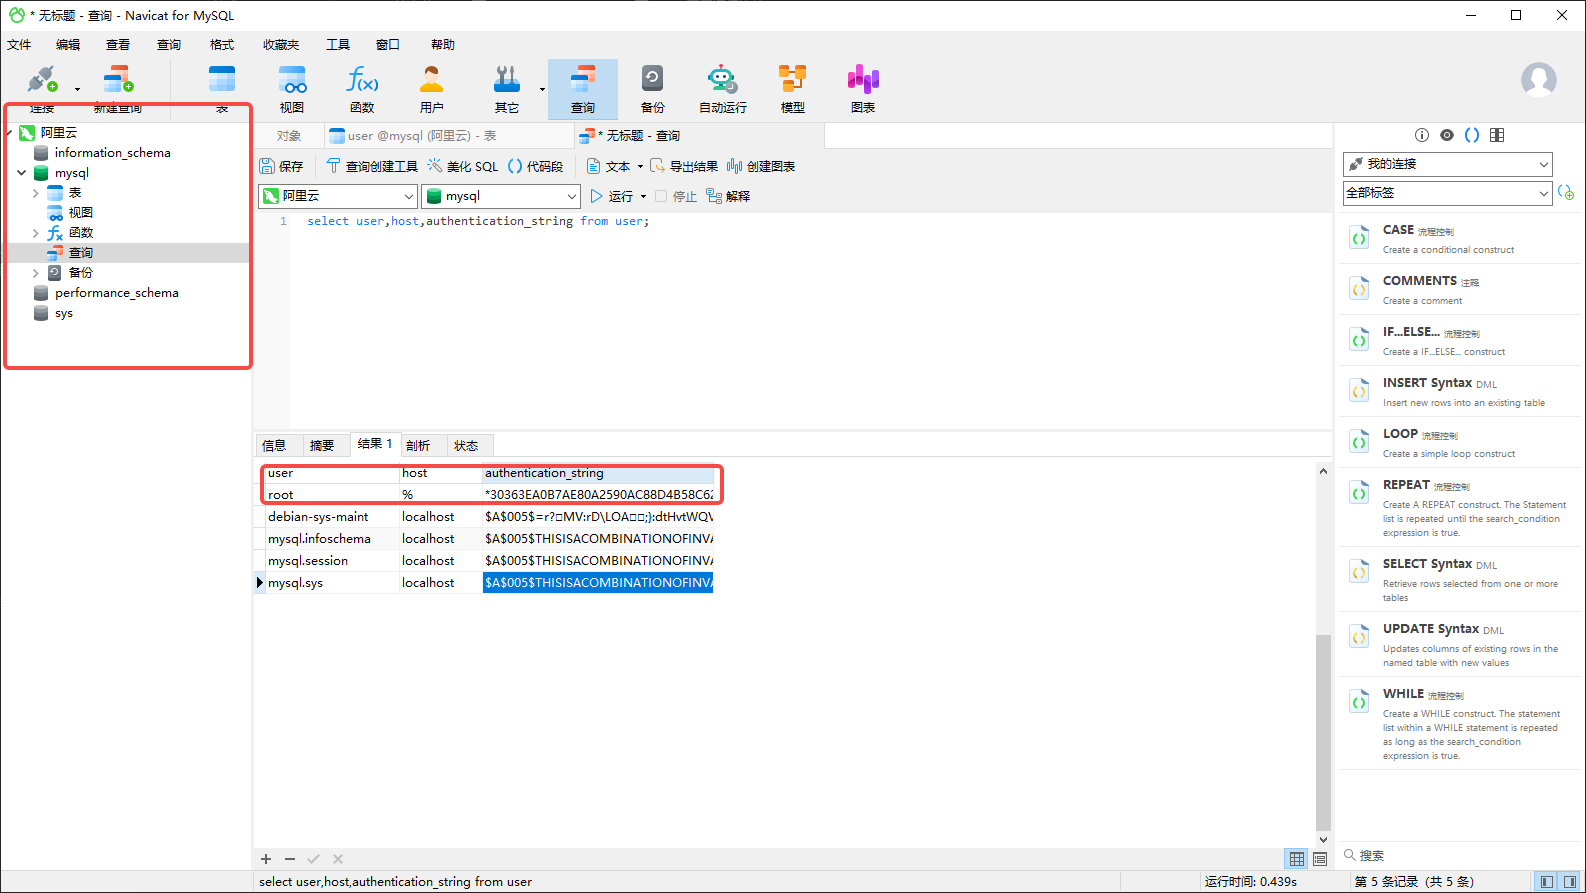 * 无标题 - 查询 - Navicat for MySQL
文件 编辑 查看 查询 格式 收藏夹 工具 窗口 帮助
连接 新建查询 表 视图 函数 用户 其它 查询 备份 自动运行 模型 图表
阿里云
information_schema
mysql
表
视图
函数
查询
备份
performance_schema
sys
对象 user @mysql (阿里云) - 表 * 无标题 - 查询
保存 查询创建工具 美化 SQL 代码段 文本 导出结果 创建图表
阿里云 mysql 运行 停止 解释
1 select user,host,authentication_string from user;
信息 摘要 结果 1 剖析 状态
user host authentication_string
root % *30363EA0B7AE80A2590AC88D4B58C62
debian-sys-maint localhost $A$005$=r?□MV:rD\LOA□□;}:dtHvtWQV
mysql.infoschema localhost $A$005$THISISACOMBINATIONOFINVA
mysql.session localhost $A$005$THISISACOMBINATIONOFINVA
mysql.sys localhost $A$005$THISISACOMBINATIONOFINVA
select user,host,authentication_string from user
运行时间: 0.439s
第 5 条记录 (共 5 条)
我的连接
全部标签
CASE 流程控制
Create a conditional construct
COMMENTS 注释
Create a comment
IF...ELSE... 流程控制
Create a IF...ELSE... construct
INSERT Syntax DML
Insert new rows into an existing table
LOOP 流程控制
Create a simple loop construct
REPEAT 流程控制
Create A REPEAT construct. The Statement
list is repeated until the search_condition
expression is true.
SELECT Syntax DML
Retrieve rows selected from one or more
tables
UPDATE Syntax DML
Updates columns of existing rows in the
named table with new values
WHILE 流程控制
Create a WHILE construct. The statement
list within a WHILE statement is repeated
as long as the search_condition
expression is true.
搜索